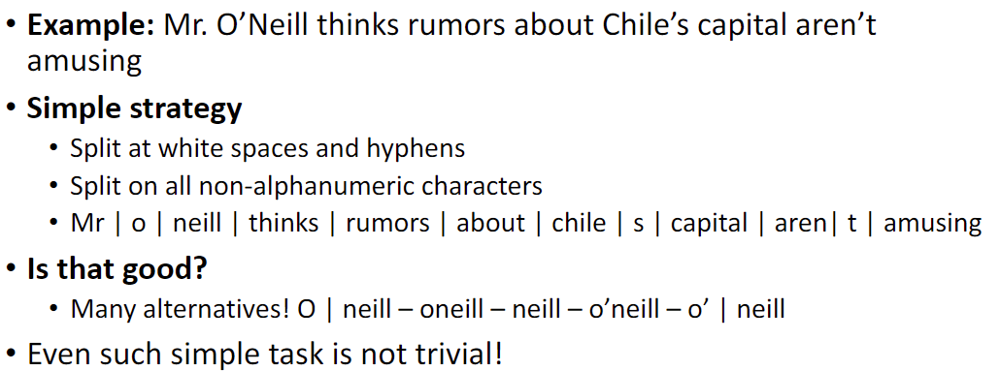 • Example: Mr. O’Neill thinks rumors about Chile’s capital aren’t
amusing
• Simple strategy
• Split at white spaces and hyphens
• Split on all non-alphanumeric characters
• Mr | o | neill | thinks | rumors | about | chile | s | capital | aren| t | amusing
• Is that good?
• Many alternatives! O | neill – oneill – neill – o’neill – o’ | neill
• Even such simple task is not trivial!